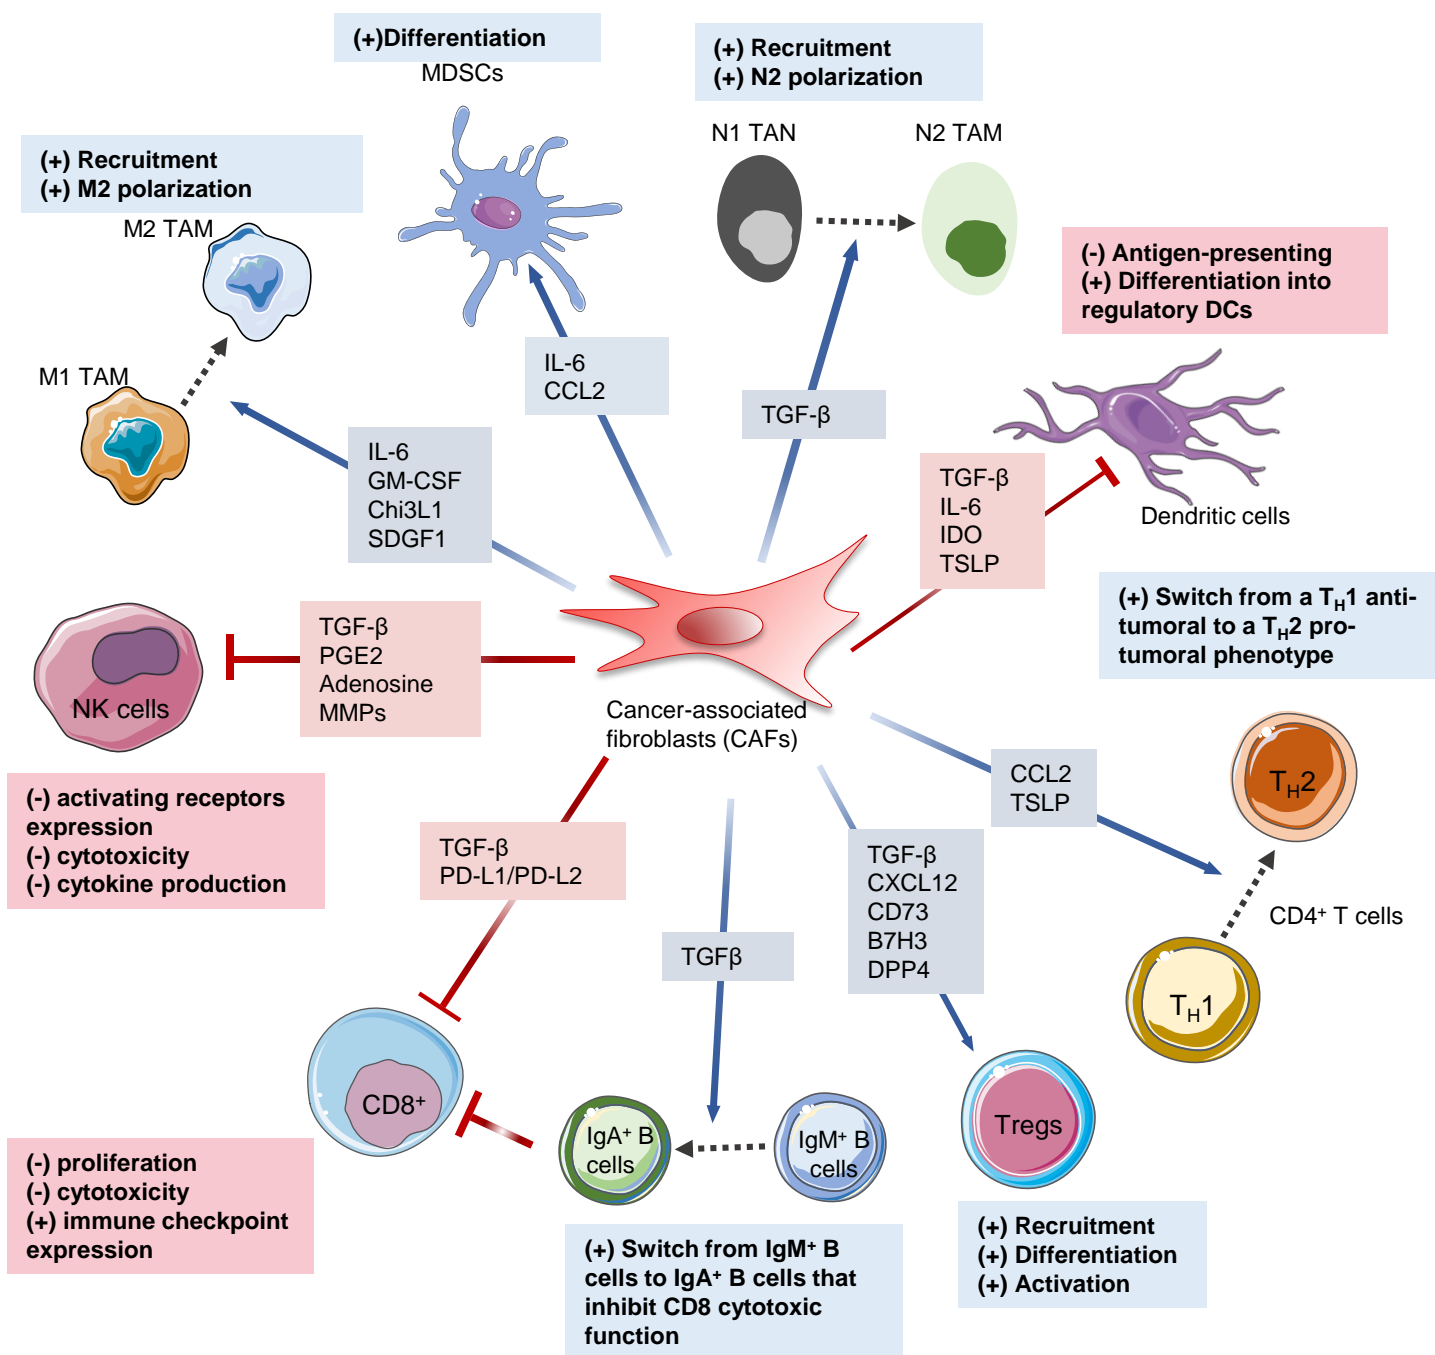 (+)Differentiation
MDSCs
(+) Recruitment
(+) N2 polarization
N1 TAN
N2 TAM
(+) Recruitment
(+) M2 polarization
M2 TAM
M1 TAM
(-) Antigen-presenting
(+) Differentiation into
regulatory DCs
IL-6
CCL2
TGF-β
IL-6
GM-CSF
Chi3L1
SDGF1
TGF-β
IL-6
IDO
TSLP
Dendritic cells
(+) Switch from a TH1 anti-
tumoral to a TH2 pro-
tumoral phenotype
TGF-β
PGE2
Adenosine
MMPs
NK cells
Cancer-associated
fibroblasts (CAFs)
(-) activating receptors
expression
(-) cytotoxicity
(-) cytokine production
CCL2
TSLP
TH2
CD4+ T cells
TH1
TGF-β
PD-L1/PD-L2
TGF-β
CXCL12
CD73
B7H3
DPP4
TGFβ
CD8+
IgA+ B
cells
IgM+ B
cells
Tregs
(-) proliferation
(-) cytotoxicity
(+) immune checkpoint
expression
(+) Switch from IgM+ B
cells to IgA+ B cells that
inhibit CD8 cytotoxic
function
(+) Recruitment
(+) Differentiation
(+) Activation